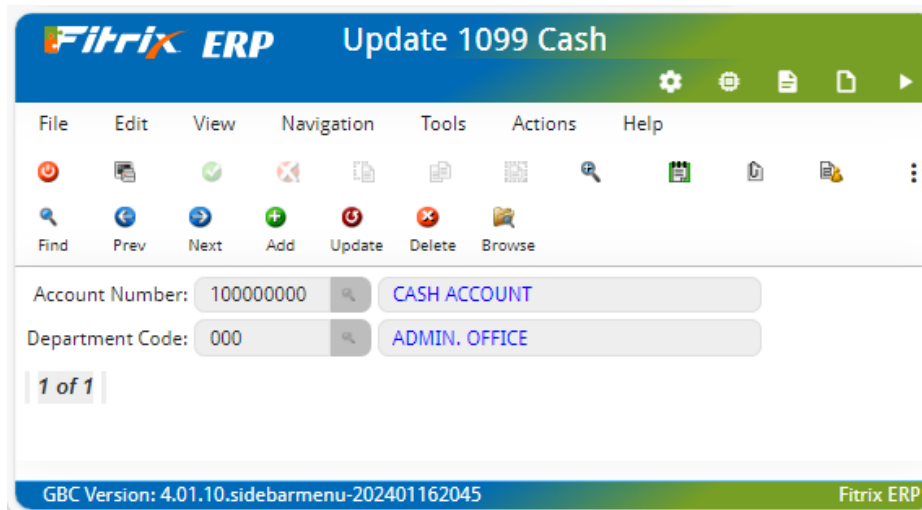 Fitrix ERP Update 1099 Cash
File Edit View Navigation Tools Actions Help
Find Prev Next Add Update Delete Browse
Account Number: 100000000 CASH ACCOUNT
Department Code: 000 ADMIN. OFFICE
1 of 1
GBC Version: 4.01.10.sidebarmenu-202401162045 Fitrix ERP